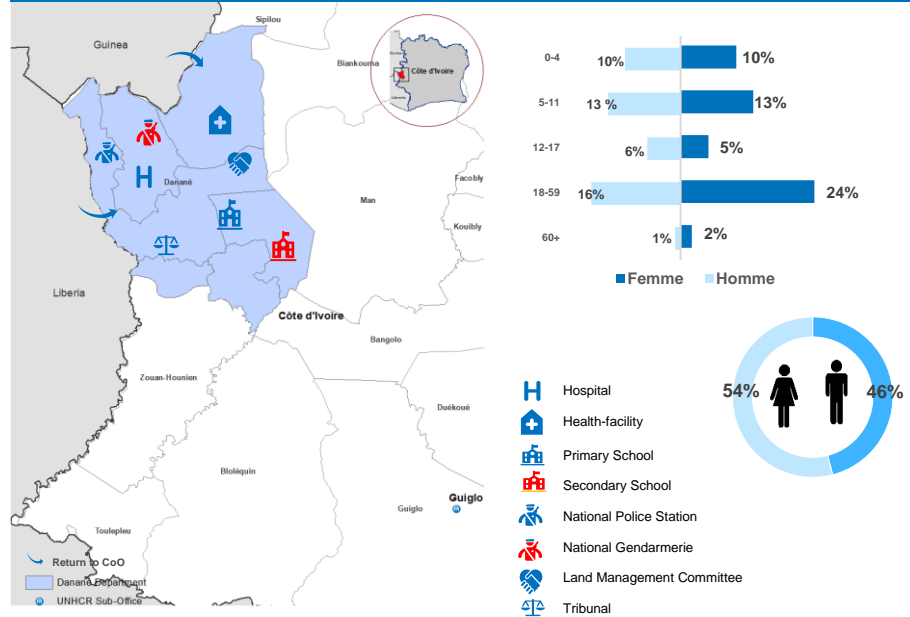 Sipilou
Guinea
Biankouma
Côte d'Ivoire
Danané
Man
Facobly
Kouibly
Liberia
Côte d'Ivoire
Bangolo
Zouan-Hounien
Duékoué
Bloléquin
Guiglo
Guiglo
Toulepleu
Return to CoO
Danane Department
UNHCR Sub-Office
0-4
10%
10%
5-11
13 %
13%
12-17
6%
5%
18-59
16%
24%
60+
1%
2%
Femme
Homme
54%
46%
H Hospital
Health-facility
Primary School
Secondary School
National Police Station
National Gendarmerie
Land Management Committee
Tribunal
H